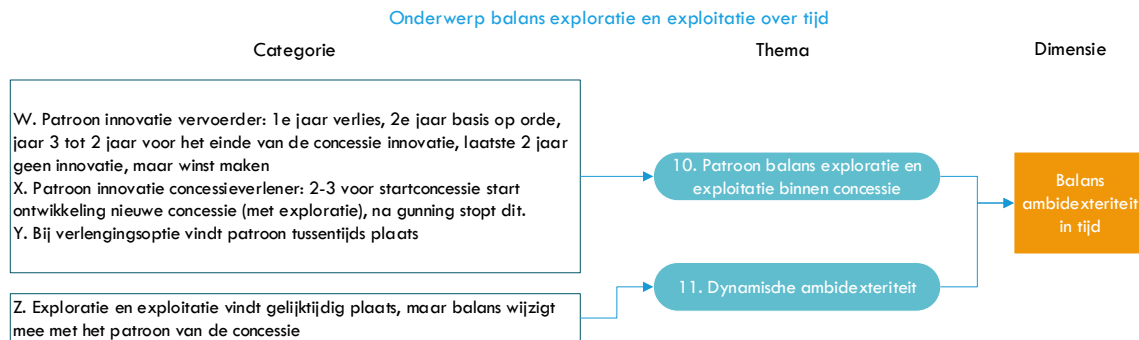 Onderwerp balans exploratie en exploitatie over tijd
Categorie
Thema
Dimensie
W. Patroon innovatie vervoerder: 1e jaar verlies, 2e jaar basis op orde,
jaar 3 tot 2 jaar voor het einde van de concessie innovatie, laatste 2 jaar
geen innovatie, maar winst maken
X. Patroon innovatie concessieverlener: 2-3 voor startconcessie start
ontwikkeling nieuwe concessie (met exploratie), na gunning stopt dit.
Y. Bij verlengingsoptie vindt patroon tussentijds plaats
10. Patroon balans exploratie en
exploitatie binnen concessie
Balans
ambidexteriteit
in tijd
11. Dynamische ambidexteriteit
Z. Exploratie en exploitatie vindt gelijktijdig plaats, maar balans wijzigt
mee met het patroon van de concessie